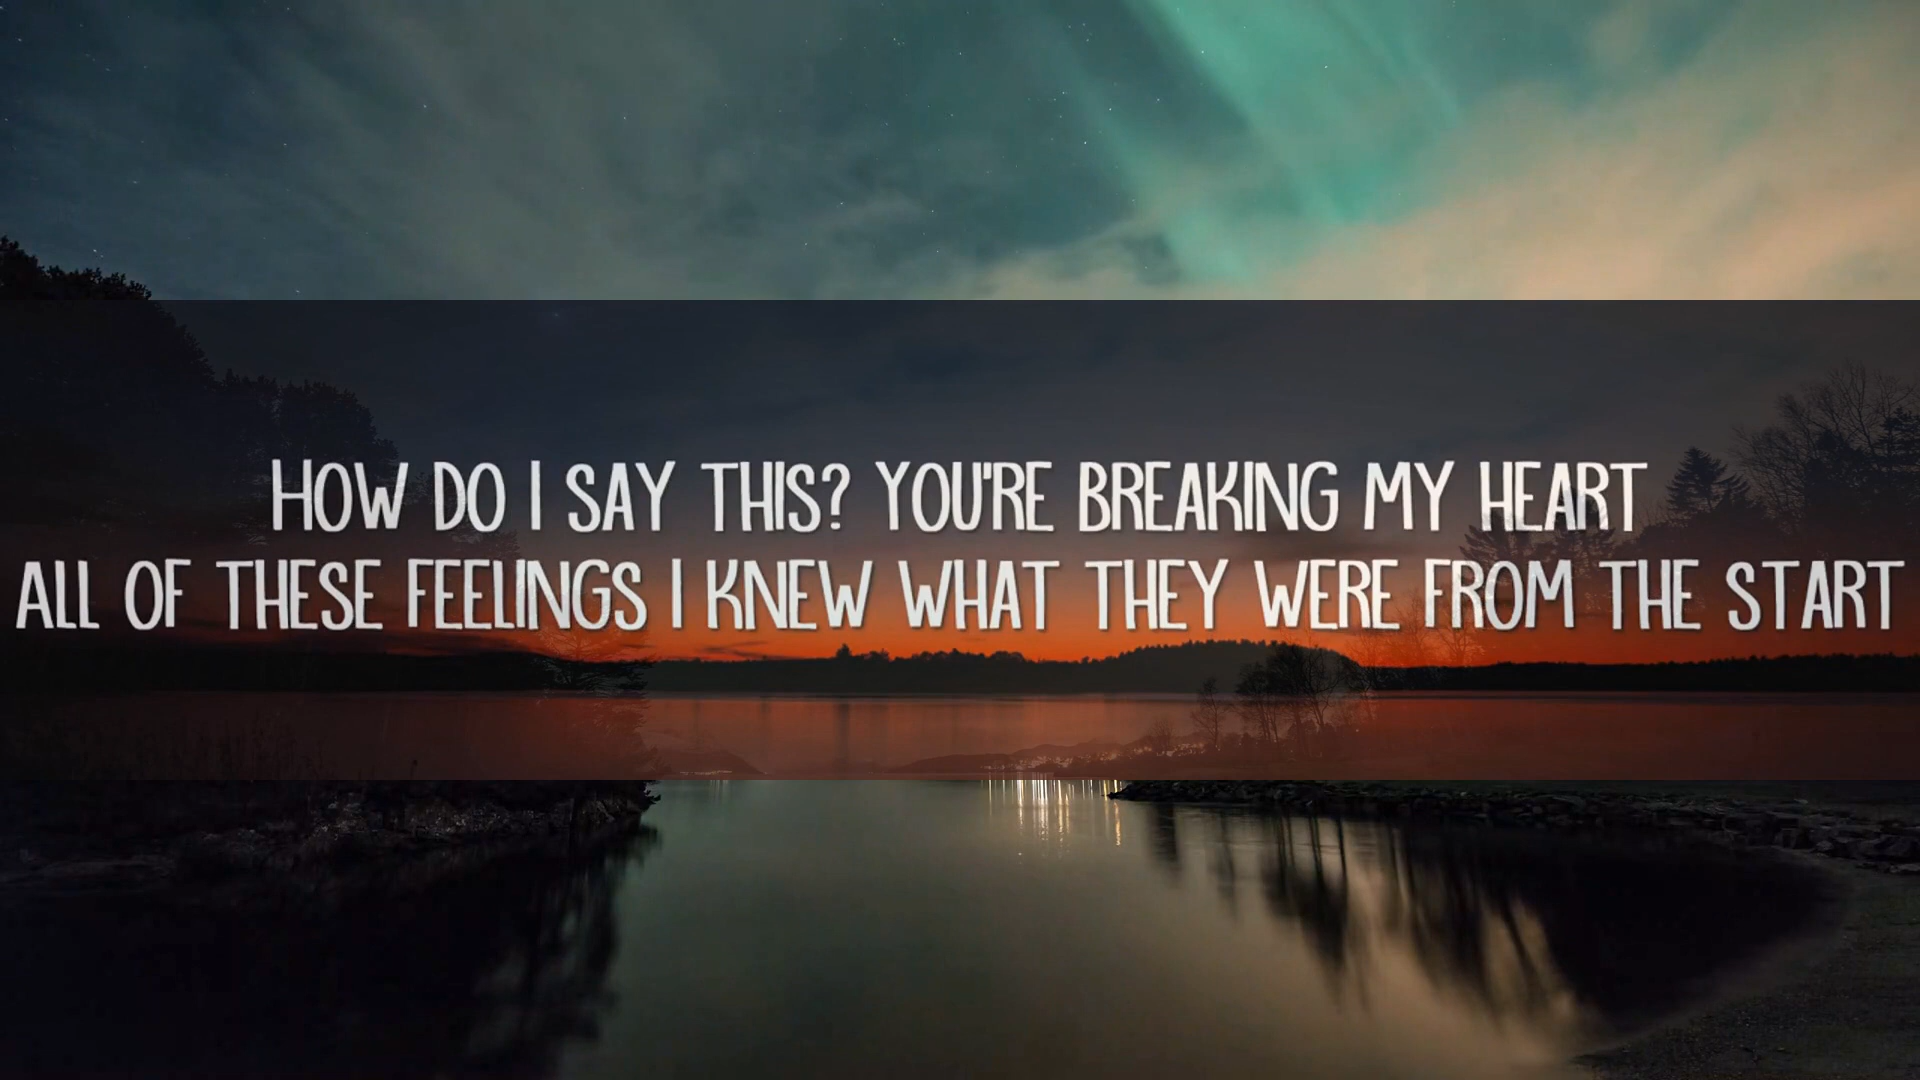 HOW DO I SAY THIS? YOU'RE BREAKING MY HEART
ALL OF THESE FEELINGS I KNEW WHAT THEY WERE FROM THE START